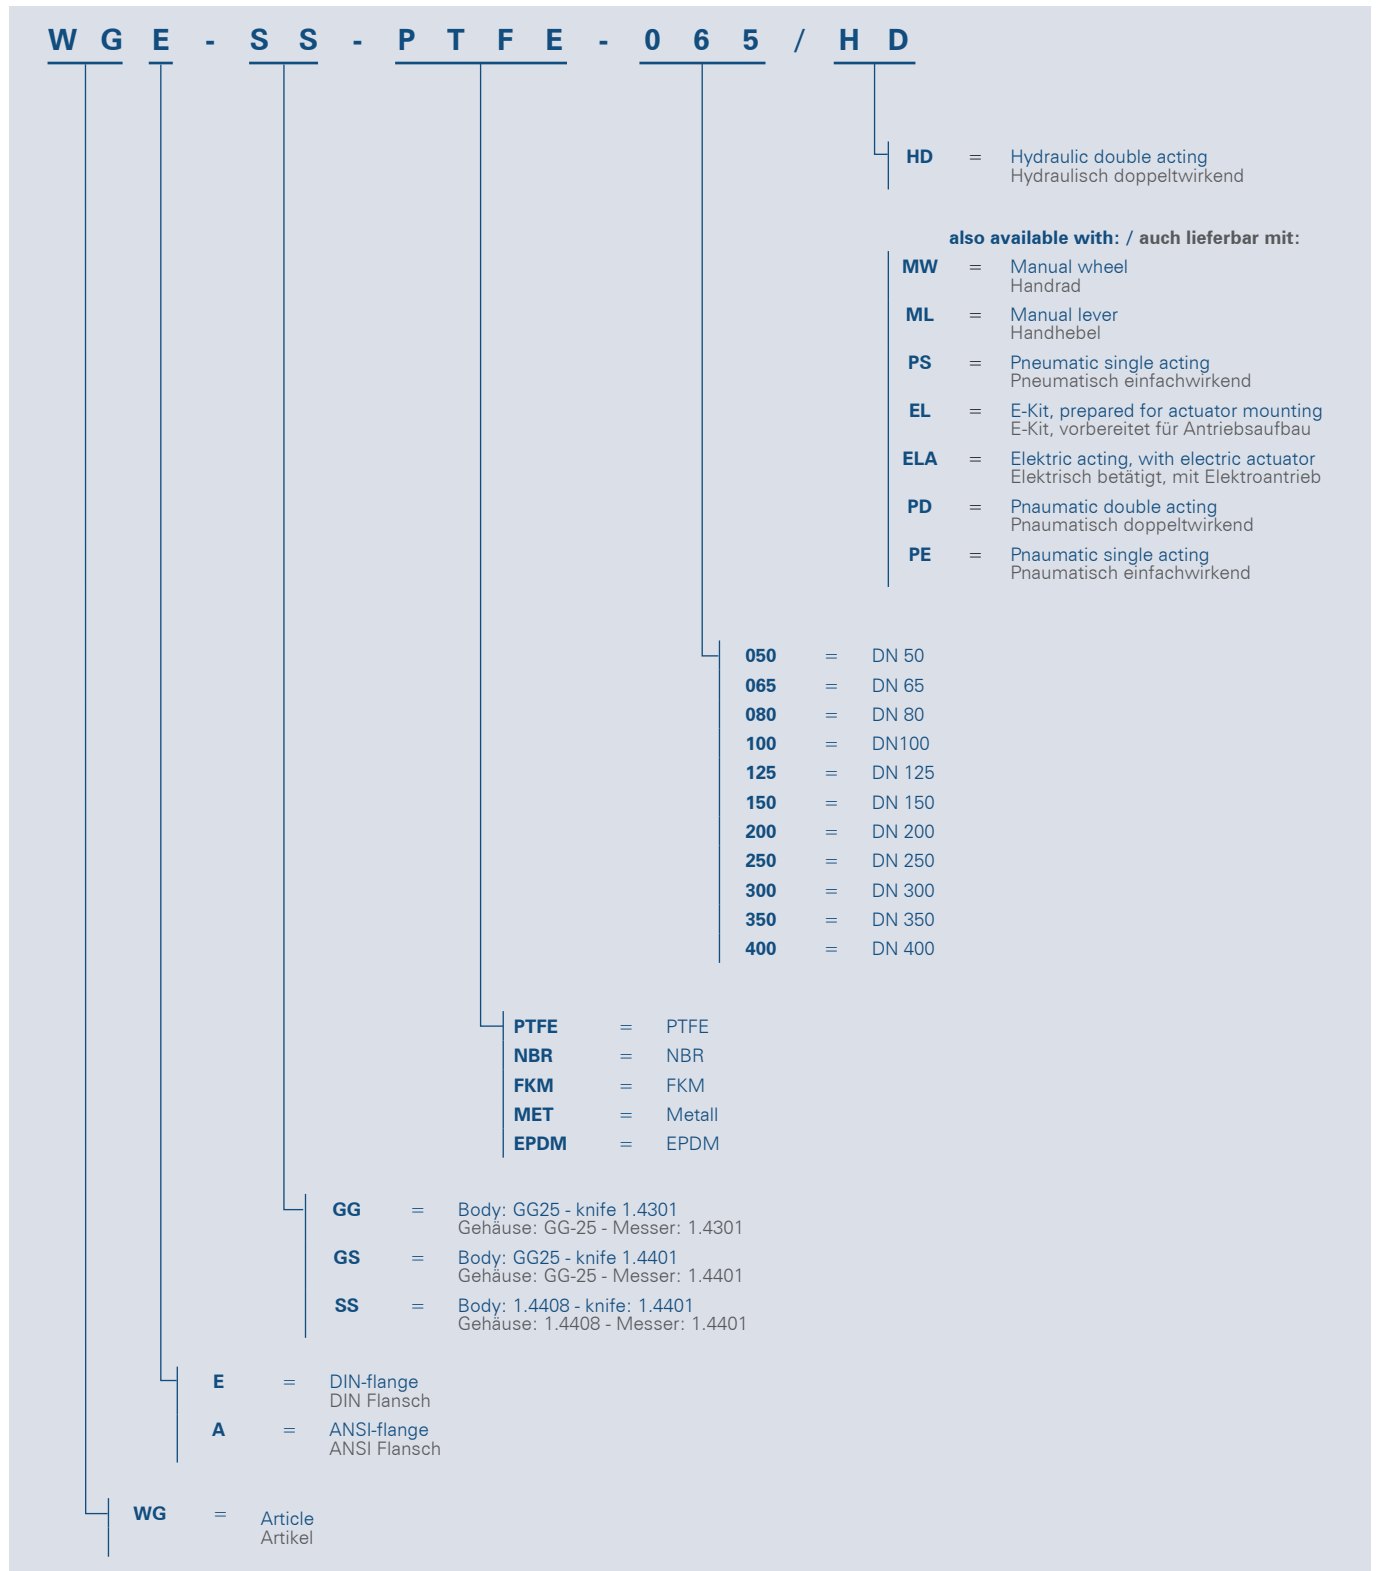 WGE-SS-PTFE-065/HD
HD = Hydraulic double acting
Hydraulisch doppeltwirkend
also available with: / auch lieferbar mit:
MW = Manual wheel
Handrad
ML = Manual lever
Handhebel
PS = Pneumatic single acting
Pneumatisch einfachwirkend
EL = E-Kit, prepared for actuator mounting
E-Kit, vorbereitet für Antriebsaufbau
ELA = Elektric acting, with electric actuator
Elektrisch betätigt, mit Elektroantrieb
PD = Pnaumatic double acting
Pnaumatisch doppeltwirkend
PE = Pnaumatic single acting
Pnaumatisch einfachwirkend
050 = DN 50
065 = DN 65
080 = DN 80
100 = DN100
125 = DN 125
150 = DN 150
200 = DN 200
250 = DN 250
300 = DN 300
350 = DN 350
400 = DN 400
PTFE = PTFE
NBR = NBR
FKM = FKM
MET = Metall
EPDM = EPDM
GG = Body: GG25 - knife 1.4301
Gehäuse: GG-25 - Messer: 1.4301
GS = Body: GG25 - knife 1.4401
Gehäuse: GG-25 - Messer: 1.4401
SS = Body: 1.4408 - knife: 1.4401
Gehäuse: 1.4408 - Messer: 1.4401
E = DIN-flange
DIN Flansch
A = ANSI-flange
ANSI Flansch
WG = Article
Artikel